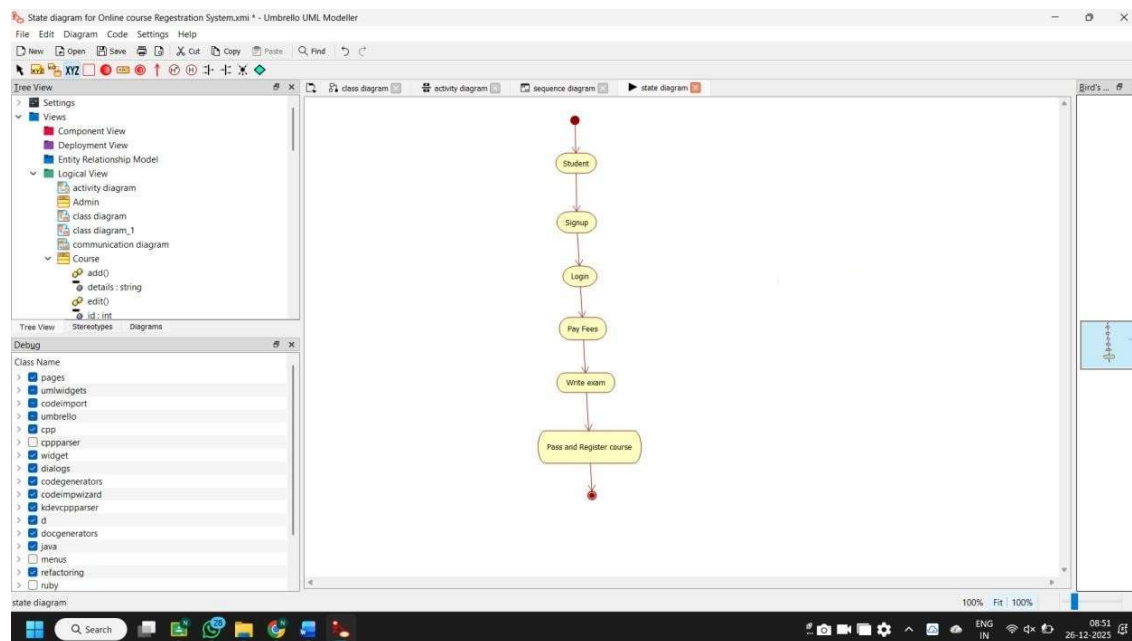 State diagram for Online course Regestration System.xmi * - Umbrello UML Modeller
File Edit Diagram Code Settings Help
New Open Save Cut Copy Paste Find
XYZ XYZ
Tree View
class diagram activity diagram sequence diagram state diagram
Bird's ...
Settings
Views
Component View
Deployment View
Entity Relationship Model
Logical View
activity diagram
Admin
class diagram
class diagram_1
communication diagram
Course
add()
details : string
edit()
id : int
Tree View Stereotypes Diagrams
Debug
Class Name
pages
umlwidgets
codeimport
umbrello
cpp
cppparser
widget
dialogs
codegenerators
codeimpwizard
kdevcppparser
d
docgenerators
java
menus
refactoring
ruby
Student
Signup
Login
Pay Fees
Write exam
Pass and Register course
state diagram
100% Fit 100%
Search
28
ENG
IN
08:51
26-12-2025